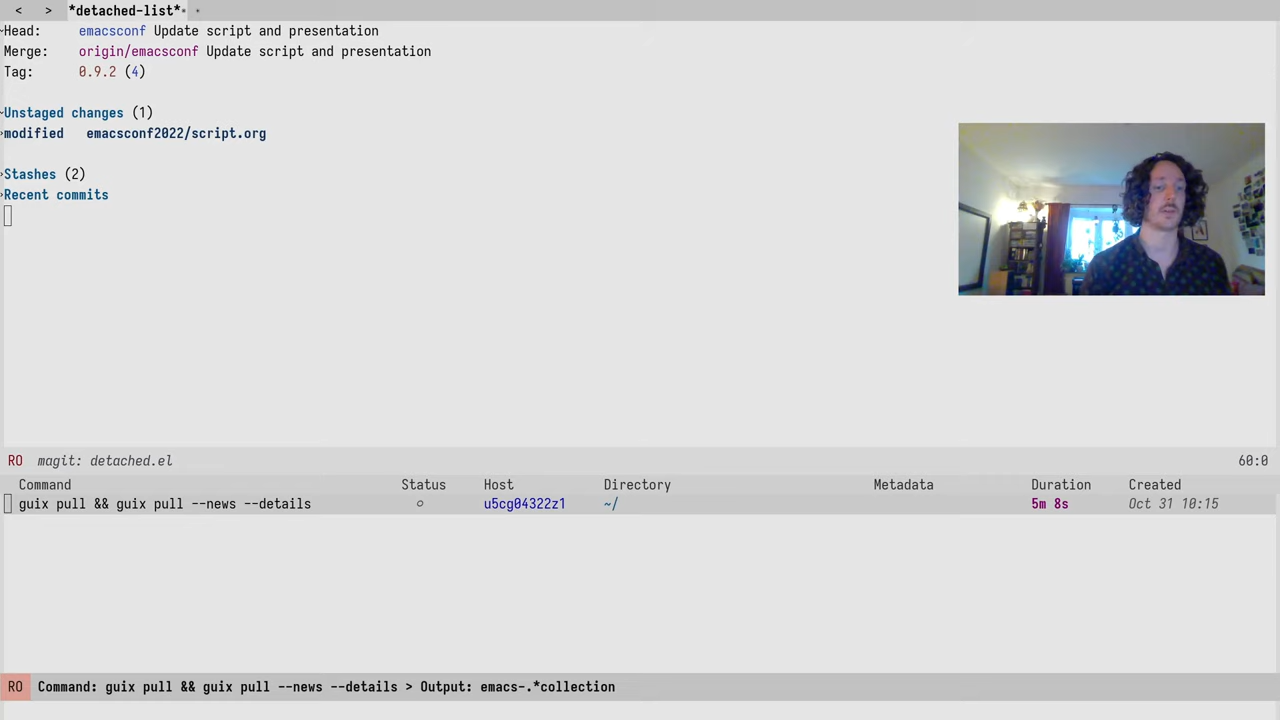 < > *detached-list*
Head: emacsconf Update script and presentation
Merge: origin/emacsconf Update script and presentation
Tag: 0.9.2 (4)
Unstaged changes (1)
modified emacsconf2022/script.org
Stashes (2)
Recent commits
RO magit: detached.el 60:0
Command Status Host Directory Metadata Duration Created
guix pull && guix pull --news --details ○ u5cg04322z1 ~/ 5m 8s Oct 31 10:15
RO Command: guix pull && guix pull --news --details > Output: emacs-.*collection